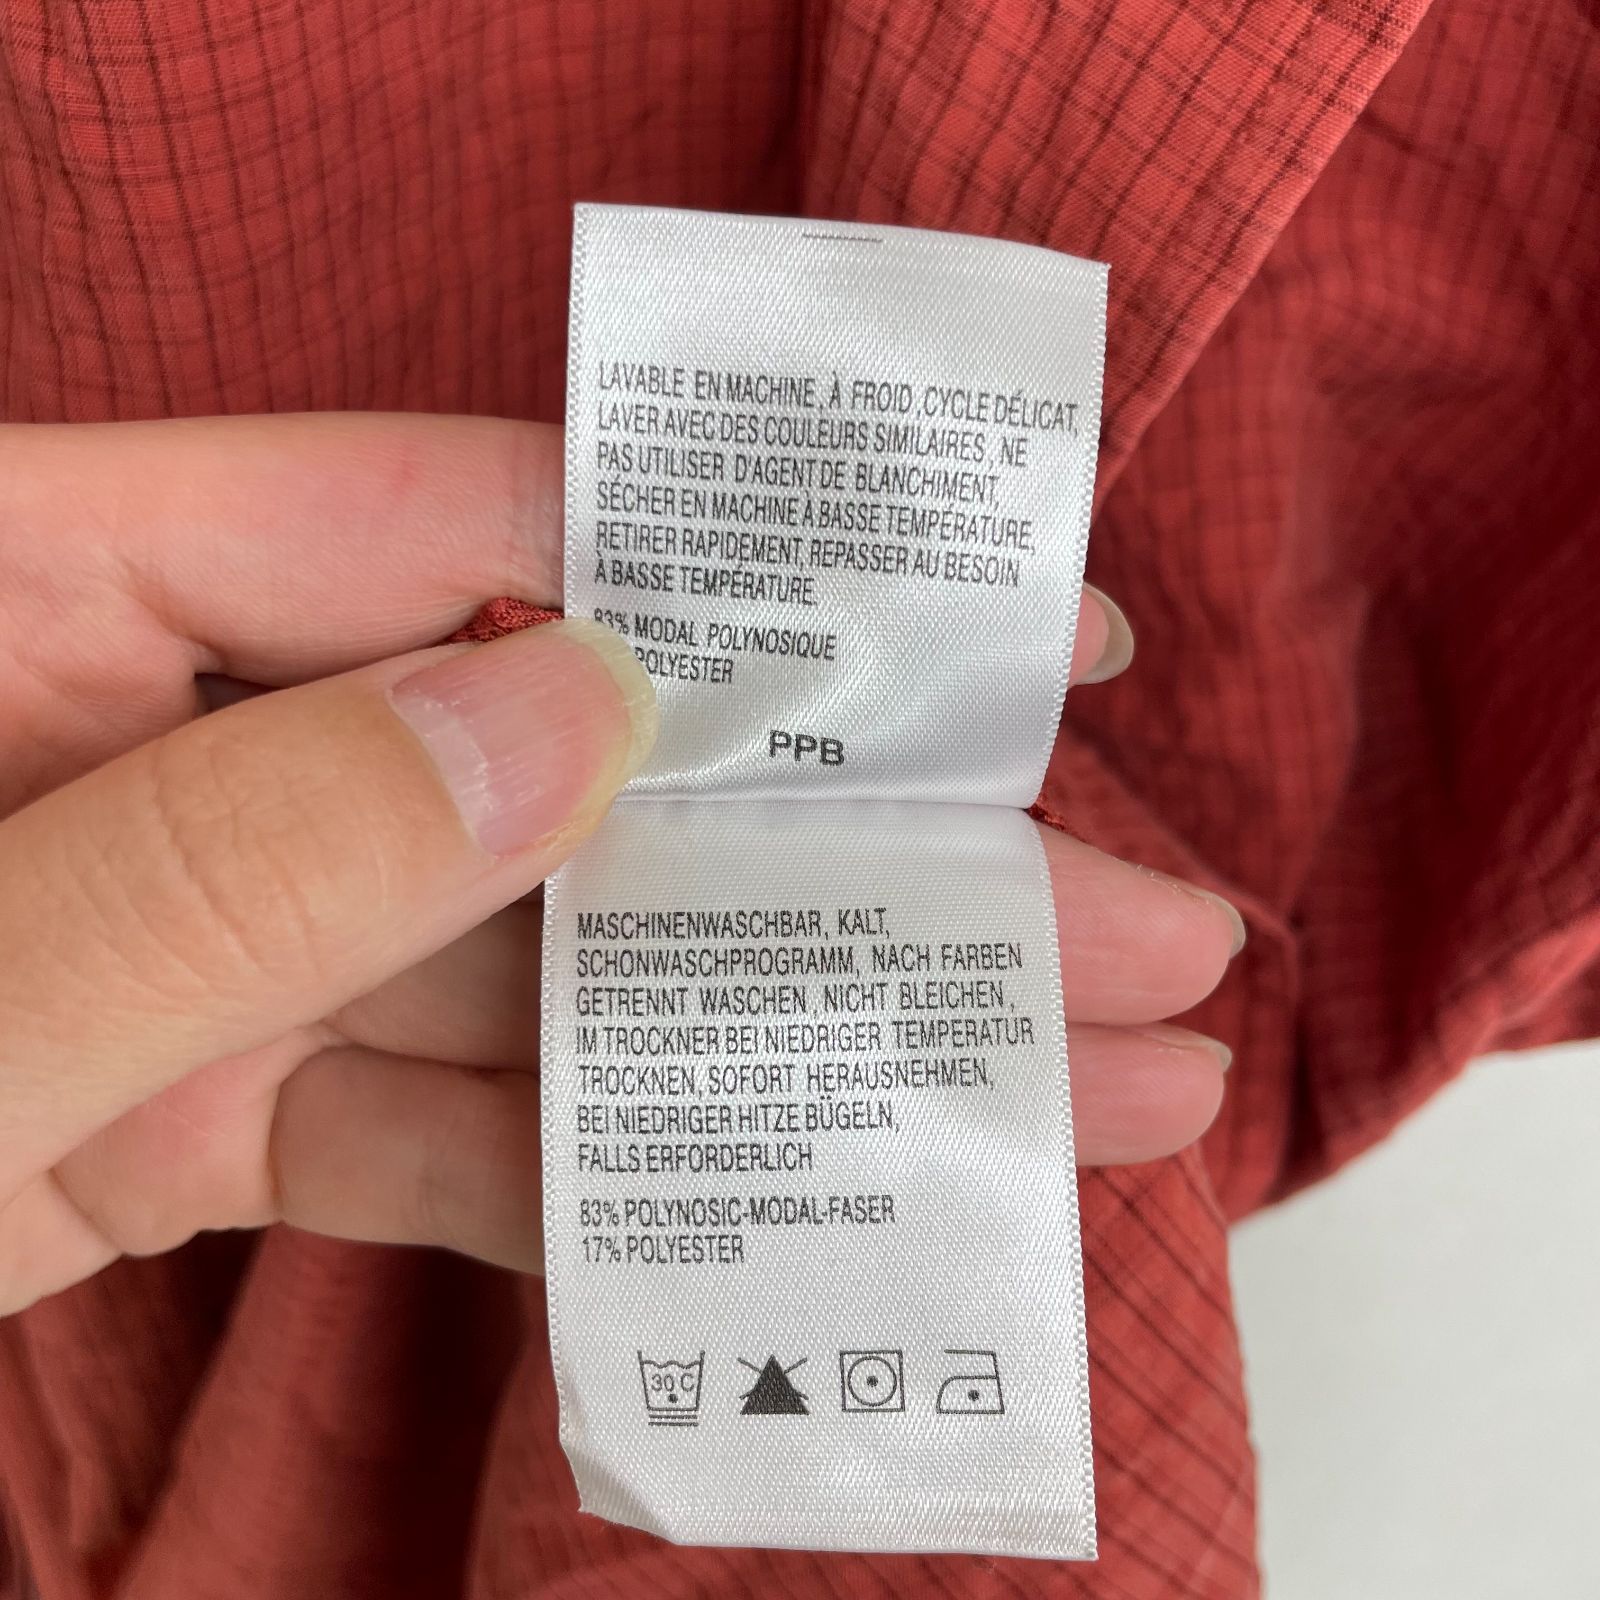 LAVABLE EN MACHINE, À FROID, CYCLE DÉLICAT,
LAVER AVEC DES COULEURS SIMILAIRES, NE
PAS UTILISER D'AGENT DE BLANCHIMENT,
SÉCHER EN MACHINE À BASSE TEMPÉRATURE,
RETIRER RAPIDEMENT, REPASSER AU BESOIN
À BASSE TEMPÉRATURE.
83% MODAL POLYNOSIQUE
POLYESTER
PPB
MASCHINENWASCHBAR, KALT,
SCHONWASCHPROGRAMM, NACH FARBEN
GETRENNT WASCHEN, NICHT BLEICHEN,
IM TROCKNER BEI NIEDRIGER TEMPERATUR
TROCKNEN, SOFORT HERAUSNEHMEN,
BEI NIEDRIGER HITZE BÜGELN,
FALLS ERFORDERLICH
83% POLYNOSIC-MODAL-FASER
17% POLYESTER
30°C